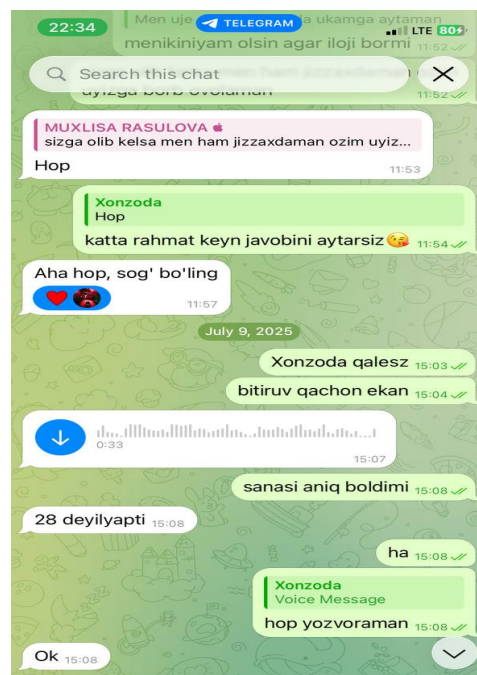 22:34
TELEGRAM
LTE 80
Men uje
a ukamga aytaman
menikiniyam olsin agar iloji bormi 11:52
Search this chat
men ham jizzaxdaman
uyizga borb ovolaman 11:52
MUXLISA RASULOVA
sizga olib kelsa men ham jizzaxdaman ozim uyiz...
Hop 11:53
Xonzoda
Hop
katta rahmat keyn javobini aytarsiz 11:54
Aha hop, sog' bo'ling
11:57
July 9, 2025
Xonzoda qalesz 15:03
bitiruv qachon ekan 15:04
0:33
15:07
sanasi aniq boldimi 15:08
28 deyilyapti 15:08
ha 15:08
Xonzoda
Voice Message
hop yozvoraman 15:08
Ok 15:08